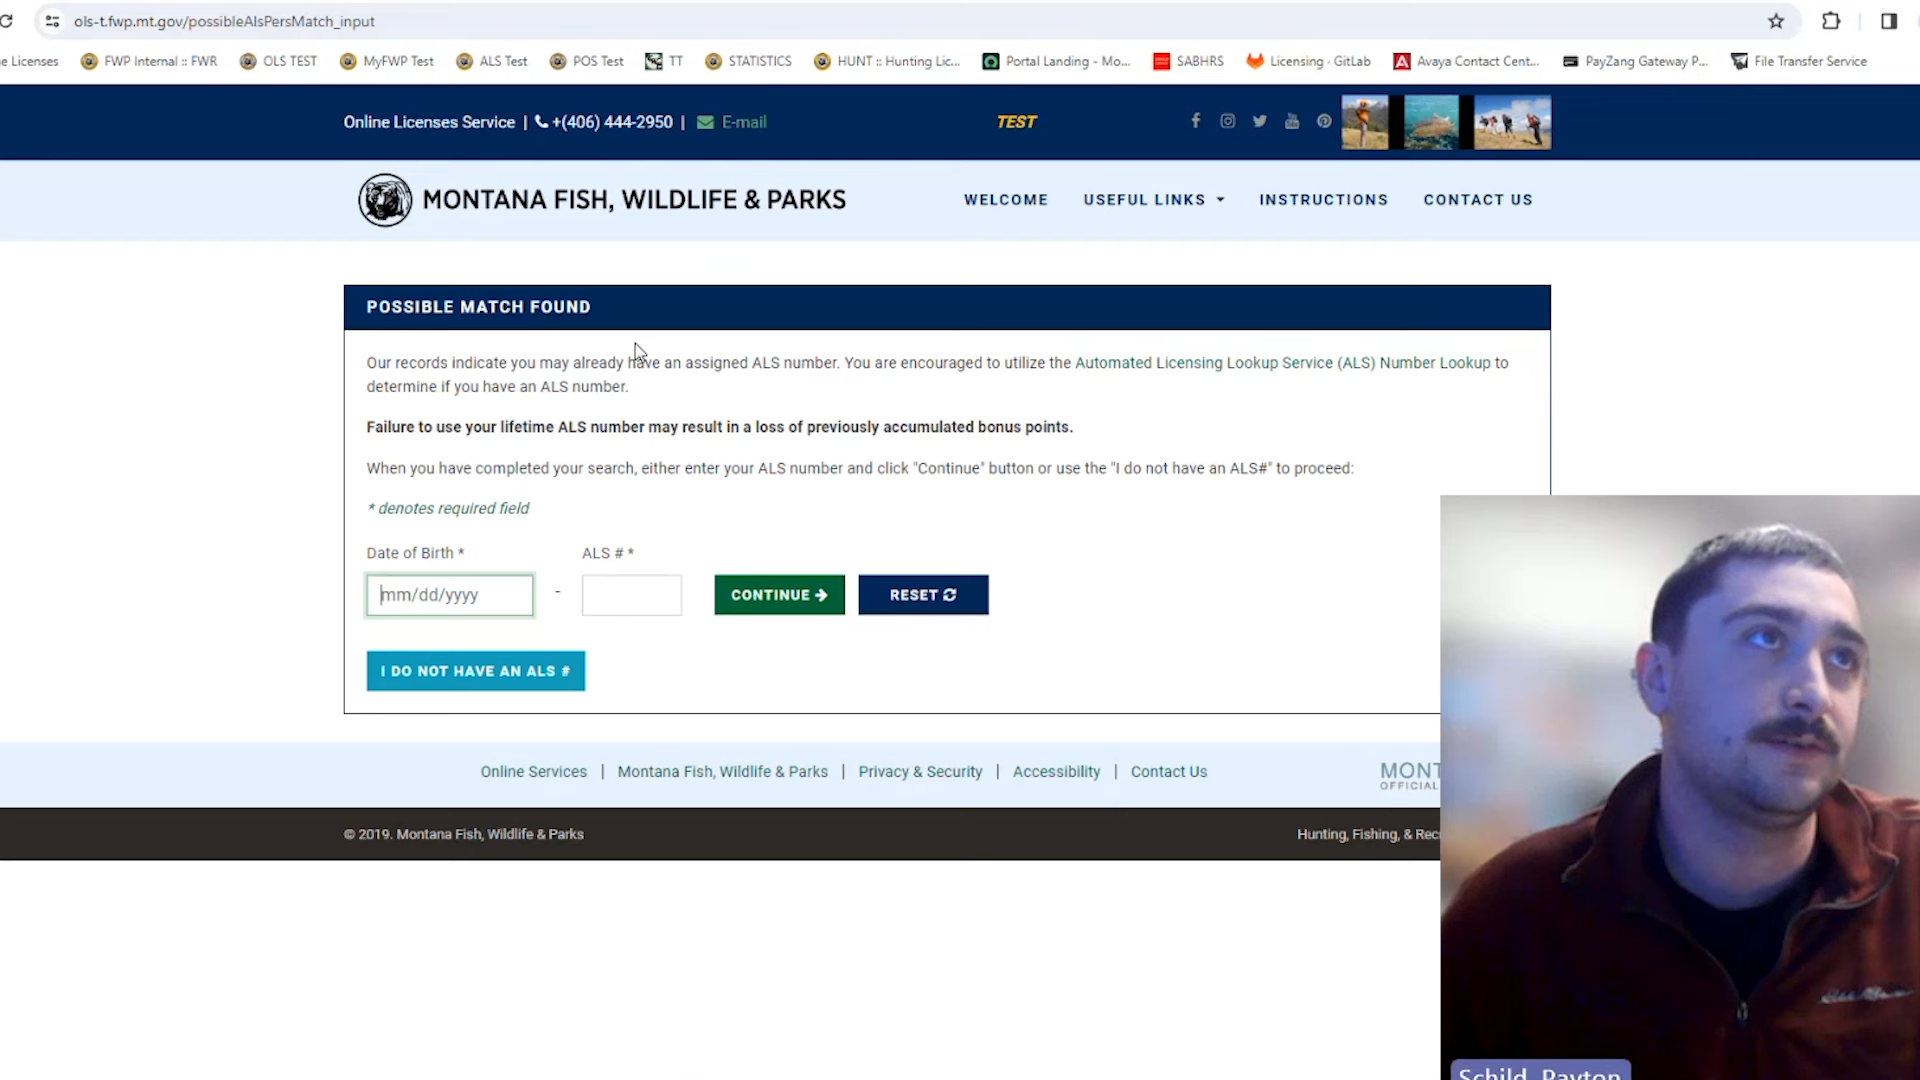 ols-t.fwp.mt.gov/possibleAlsPersMatch_input
e Licenses FWP Internal :: FWR OLS TEST MyFWP Test ALS Test POS Test TT STATISTICS HUNT :: Hunting Lic... Portal Landing - Mo... SABHRS Licensing · GitLab Avaya Contact Cent... PayZang Gateway P... File Transfer Service
Online Licenses Service | +(406) 444-2950 | E-mail TEST
MONTANA FISH, WILDLIFE & PARKS WELCOME USEFUL LINKS INSTRUCTIONS CONTACT US
POSSIBLE MATCH FOUND
Our records indicate you may already have an assigned ALS number. You are encouraged to utilize the Automated Licensing Lookup Service (ALS) Number Lookup to
determine if you have an ALS number.
Failure to use your lifetime ALS number may result in a loss of previously accumulated bonus points.
When you have completed your search, either enter your ALS number and click "Continue" button or use the "I do not have an ALS#" to proceed:
* denotes required field
Date of Birth * ALS # *
mm/dd/yyyy - CONTINUE RESET
I DO NOT HAVE AN ALS #
Online Services | Montana Fish, Wildlife & Parks | Privacy & Security | Accessibility | Contact Us MONT
OFFICIAL
© 2019. Montana Fish, Wildlife & Parks Hunting, Fishing, & Rec
Schild, Payton